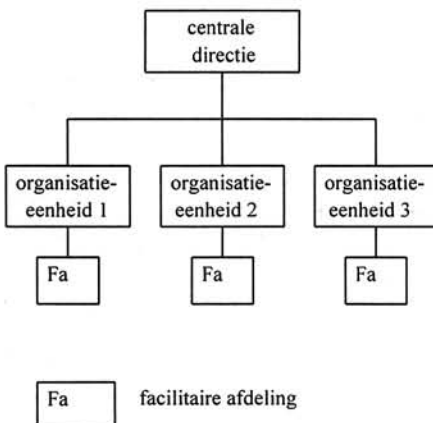 centrale
directie
organisatie-
eenheid 1
organisatie-
eenheid 2
organisatie-
eenheid 3
Fa
Fa
Fa
Fa facilitaire afdeling